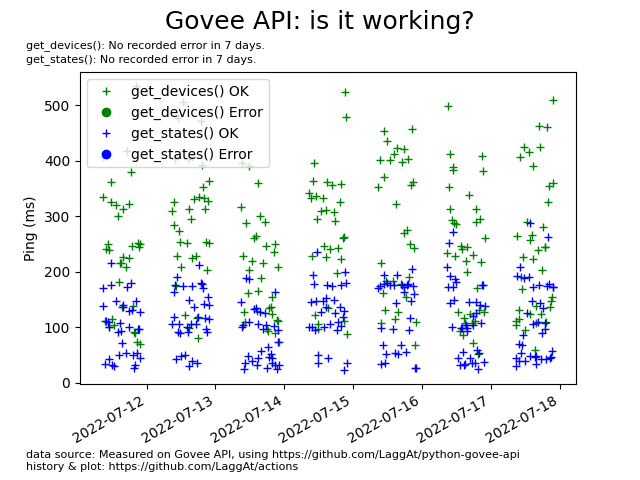 Govee API: is it working?
get_devices(): No recorded error in 7 days.
get_states(): No recorded error in 7 days.
get_devices() OK
get_devices() Error
get_states() OK
get_states() Error
Ping (ms)
500
400
300
200
100
0
2022-07-12
2022-07-13
2022-07-14
2022-07-15
2022-07-16
2022-07-17
2022-07-18
data source: Measured on Govee API, using https://github.com/LaggAt/python-govee-api
history & plot: https://github.com/LaggAt/actions